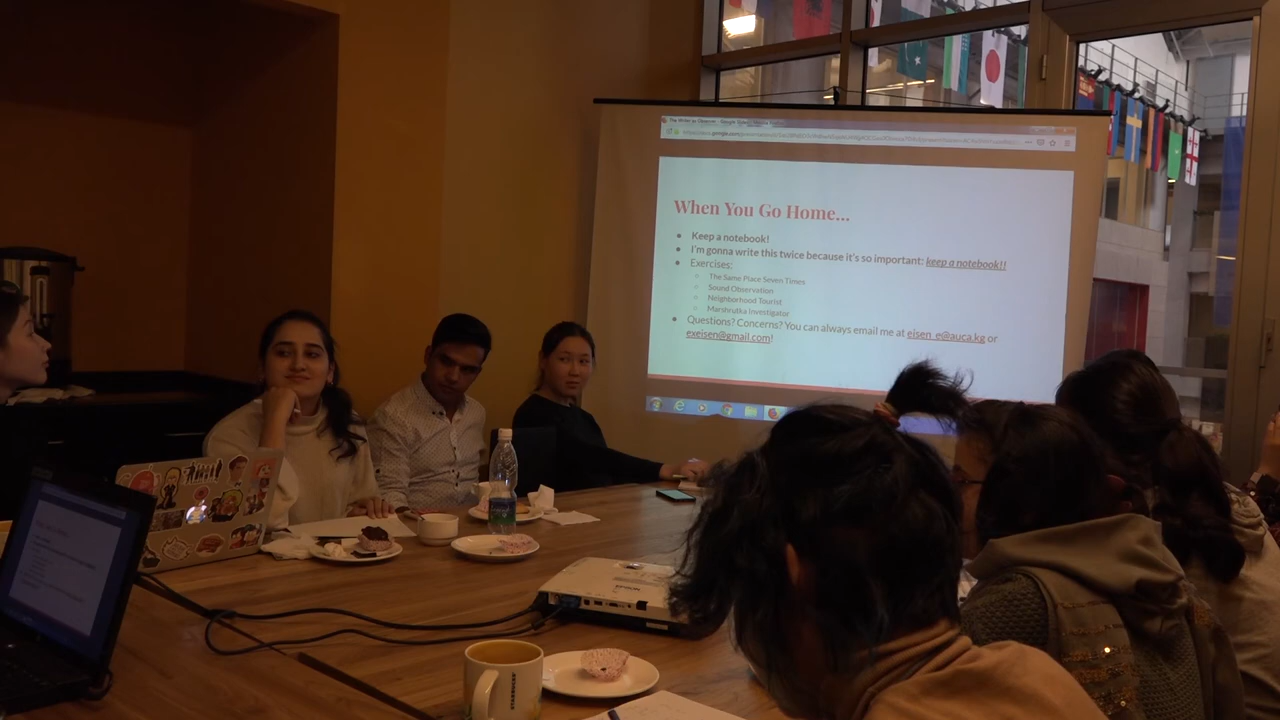 When You Go Home...
Keep a notebook!
I'm gonna write this twice because it's so important: keep a notebook!!
Exercises:
The Same Place Seven Times
Sound Observation
Neighborhood Tourist
Marshrutka Investigator
Questions? Concerns? You can always email me at eisen_e@auca.kg or
exeisen@gmail.com!